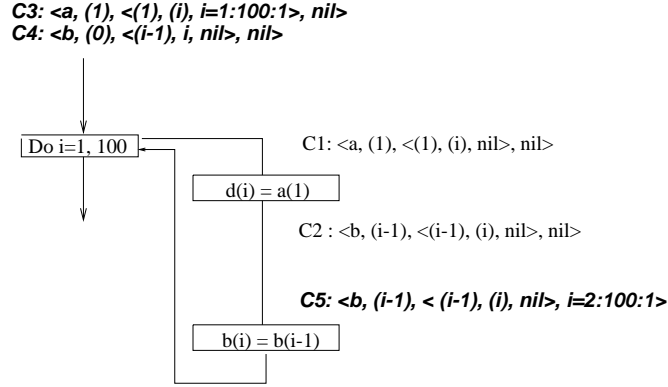 C3: <a, (1), <(1), (i), i=1:100:1>, nil>
C4: <b, (0), <(i-1), i, nil>, nil>
Do i=1, 100
C1: <a, (1), <(1), (i), nil>, nil>
d(i) = a(1)
C2 : <b, (i-1), <(i-1), (i), nil>, nil>
C5: <b, (i-1), < (i-1), (i), nil>, i=2:100:1>
b(i) = b(i-1)